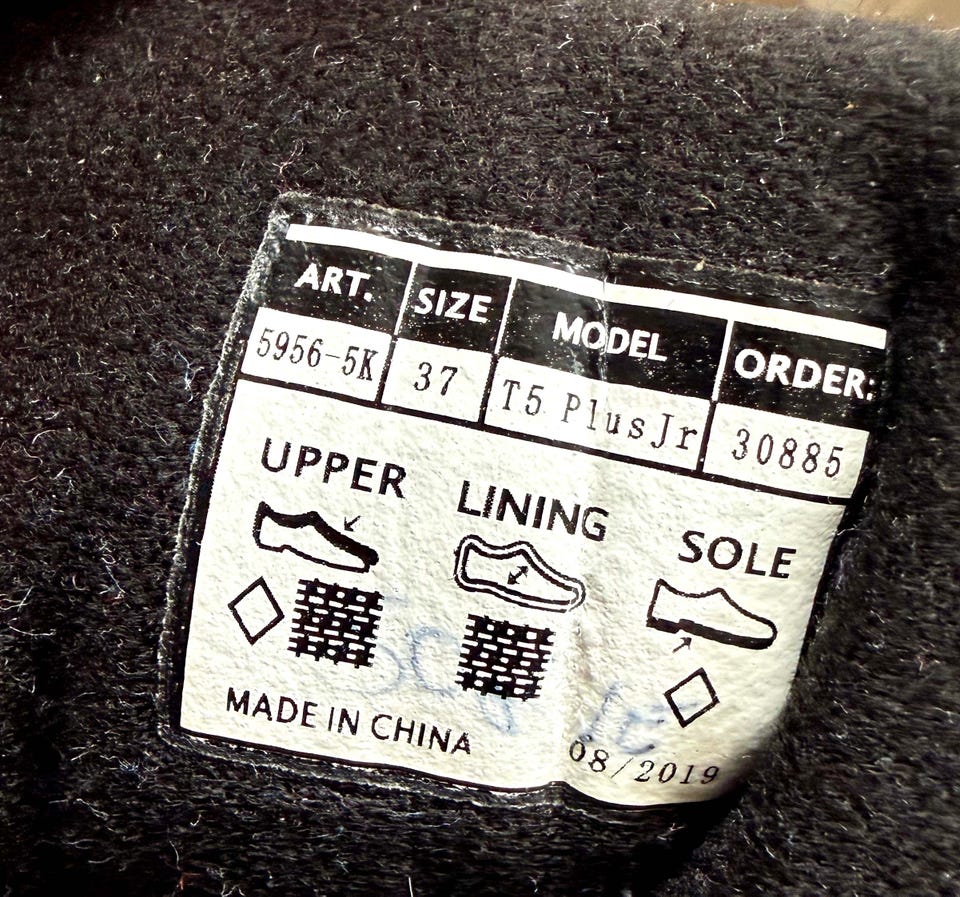 ART. SIZE MODEL ORDER:
5956-5K 37 T5 PlusJr 30885
UPPER LINING SOLE
MADE IN CHINA
08/2019